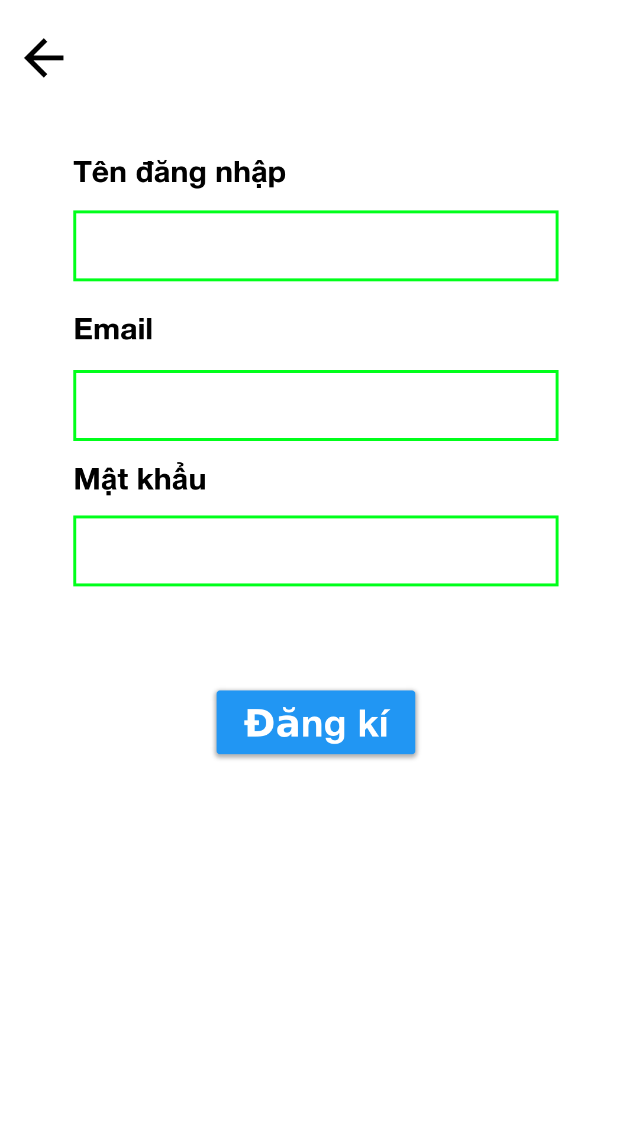 Tên đăng nhập
Email
Mật khẩu
Đăng kí